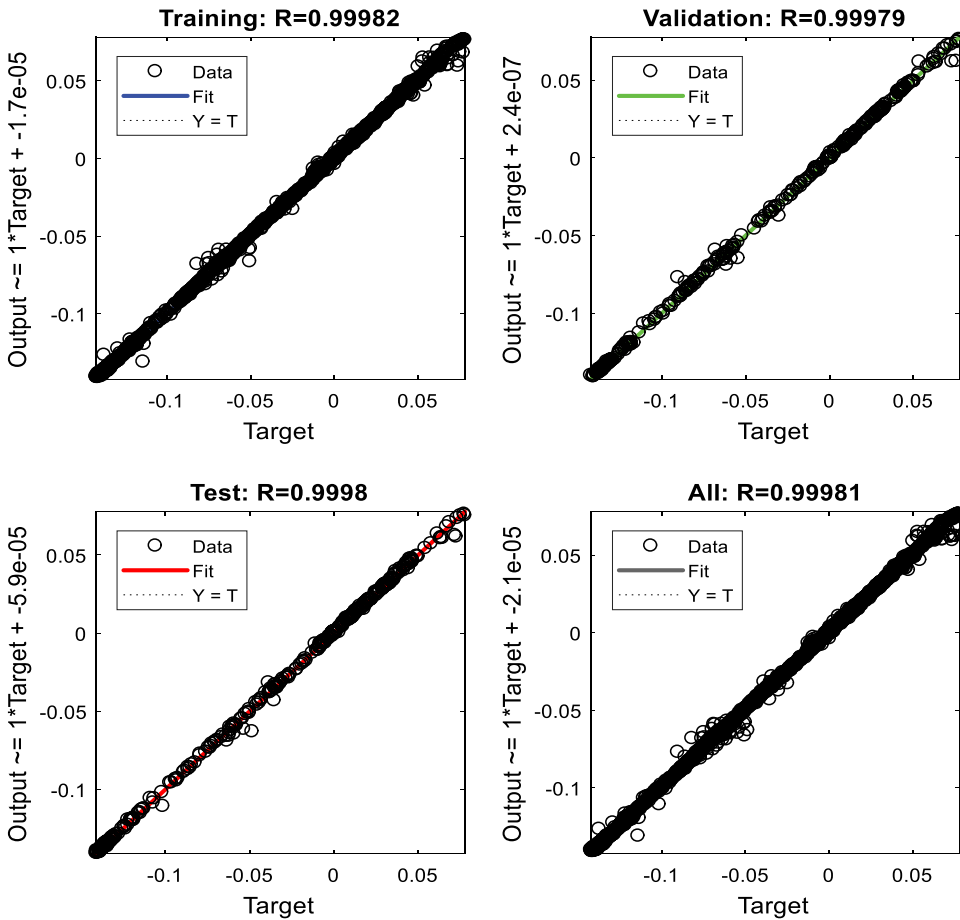 Training: R=0.99982
Output ~= 1*Target + -1.7e-05
0.05
0
-0.05
-0.1
Data
Fit
Y = T
-0.1 -0.05 0 0.05
Target
Validation: R=0.99979
Output ~= 1*Target + 2.4e-07
0.05
0
-0.05
-0.1
Data
Fit
Y = T
-0.1 -0.05 0 0.05
Target
Test: R=0.9998
Output ~= 1*Target + -5.9e-05
0.05
0
-0.05
-0.1
Data
Fit
Y = T
-0.1 -0.05 0 0.05
Target
All: R=0.99981
Output ~= 1*Target + -2.1e-05
0.05
0
-0.05
-0.1
Data
Fit
Y = T
-0.1 -0.05 0 0.05
Target